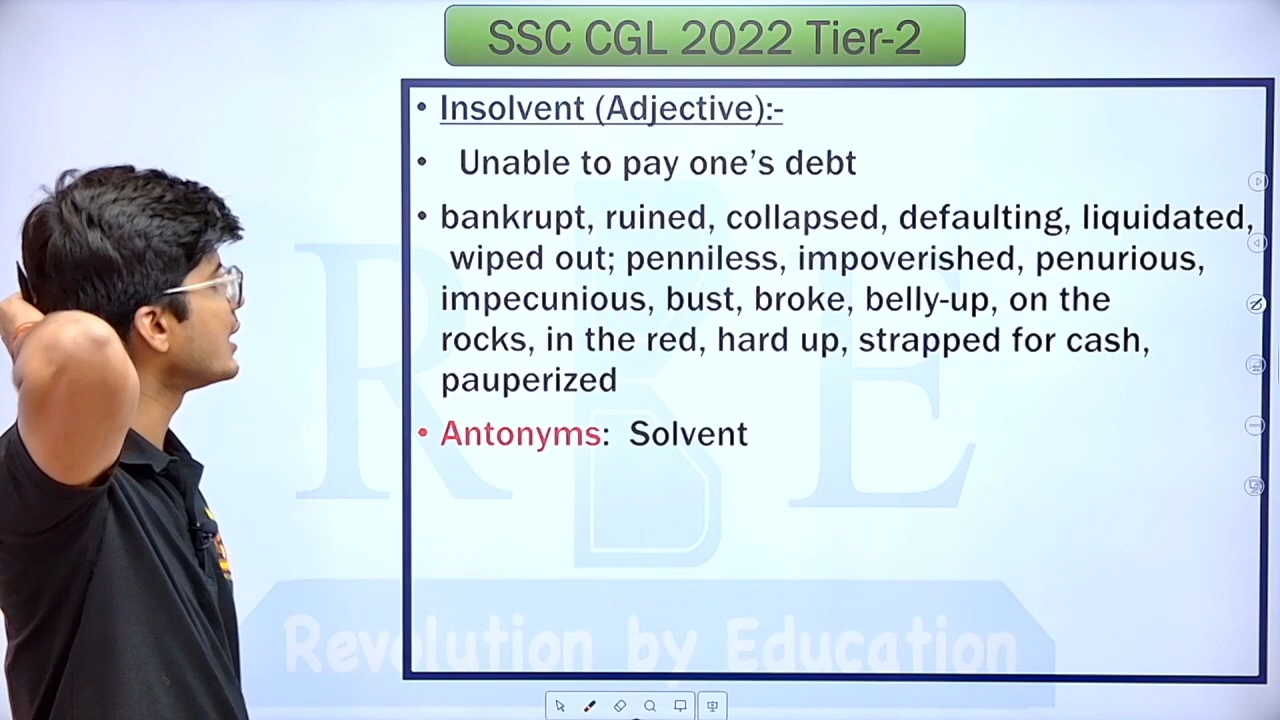 SSC CGL 2022 Tier-2
• Insolvent (Adjective):-
• Unable to pay one's debt
• bankrupt, ruined, collapsed, defaulting, liquidated,
wiped out; penniless, impoverished, penurious,
impecunious, bust, broke, belly-up, on the
rocks, in the red, hard up, strapped for cash,
pauperized
• Antonyms: Solvent
RBE
Revolution by Education